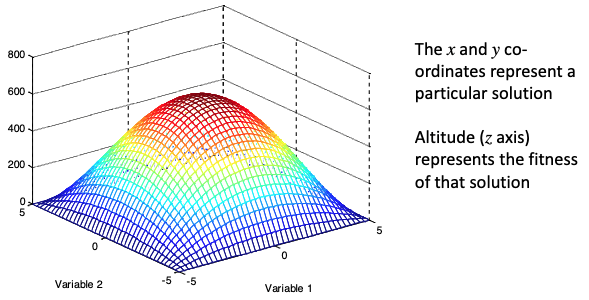 800
600
400
200
0
5
0
-5
-5
0
5
Variable 2
Variable 1
The x and y co-
ordinates represent a
particular solution
Altitude (z axis)
represents the fitness
of that solution